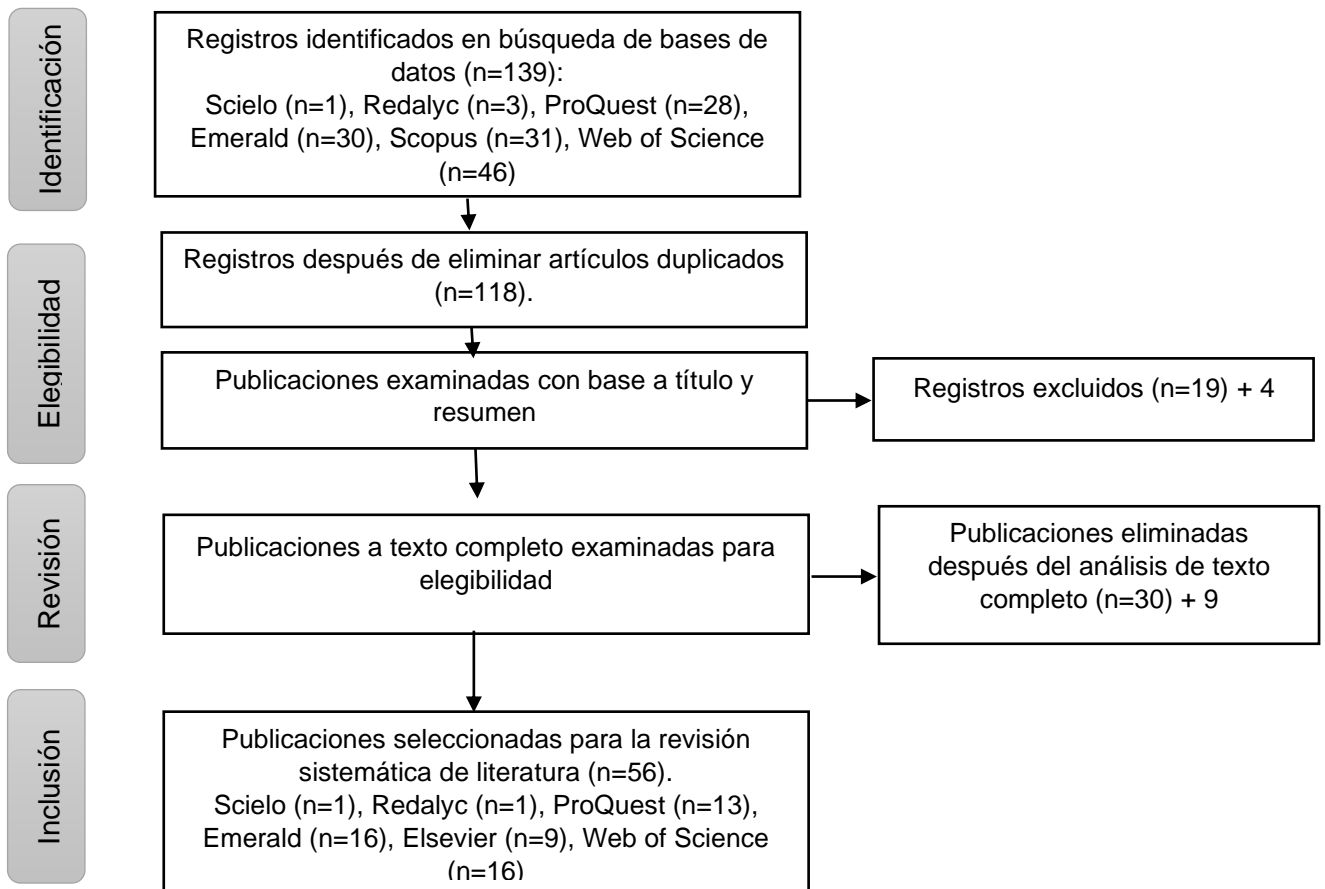 Identificación
Registros identificados en búsqueda de bases de
datos (n=139):
Scielo (n=1), Redalyc (n=3), ProQuest (n=28),
Emerald (n=30), Scopus (n=31), Web of Science
(n=46)
Elegibilidad
Registros después de eliminar artículos duplicados
(n=118).
Publicaciones examinadas con base a título y
resumen
Registros excluidos (n=19) + 4
Revisión
Publicaciones a texto completo examinadas para
elegibilidad
Publicaciones eliminadas
después del análisis de texto
completo (n=30) + 9
Inclusión
Publicaciones seleccionadas para la revisión
sistemática de literatura (n=56).
Scielo (n=1), Redalyc (n=1), ProQuest (n=13),
Emerald (n=16), Elsevier (n=9), Web of Science
(n=16)